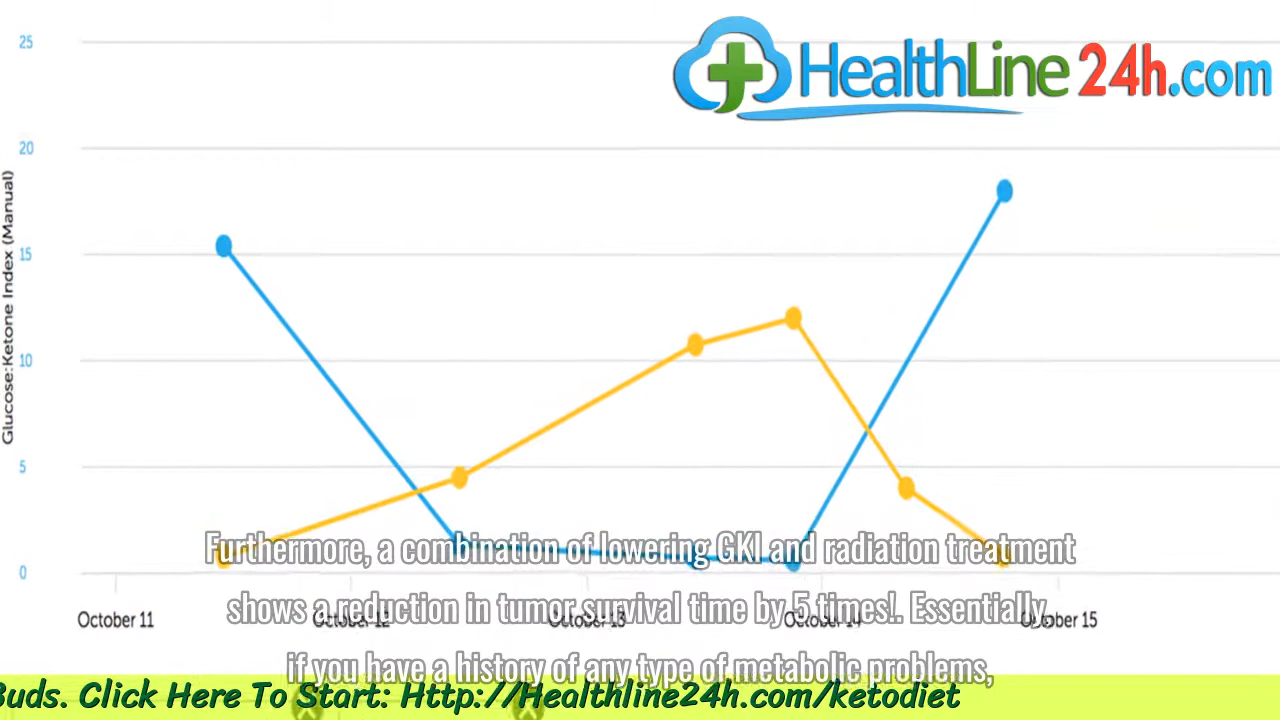 HealthLine 24h.com
Glucose:Ketone Index (Manual)
25
20
15
10
5
0
October 11
October 12
October 13
October 14
October 15
Furthermore, a combination of lowering GKI and radiation treatment
shows a reduction in tumor survival time by 5 times!. Essentially,
if you have a history of any type of metabolic problems,
Buds. Click Here To Start: Http://Healthline24h.com/ketodiet